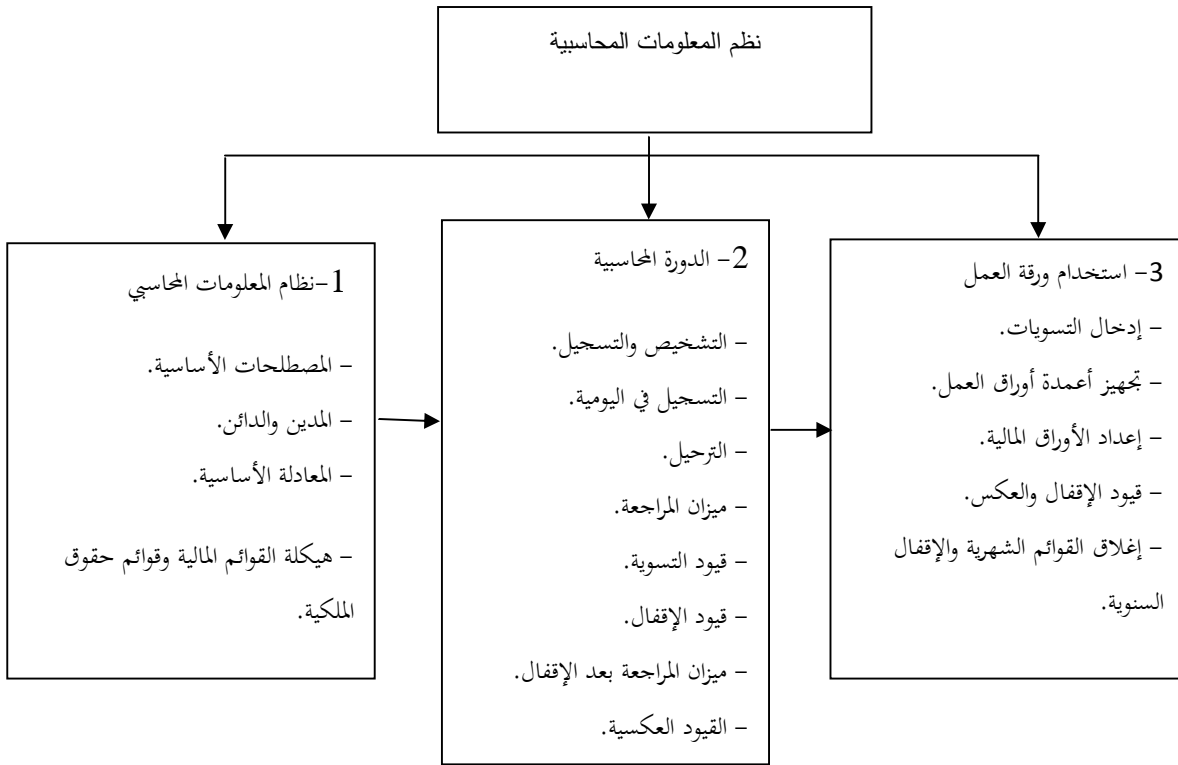 نظم المعلومات المحاسبية
1-نظام المعلومات المحاسبي
- المصطلحات الأساسية.
- المدين والدائن.
- المعادلة الأساسية.
- هيكلة القوائم المالية وقوائم حقوق
الملكية.
2- الدورة المحاسبية
- التشخيص والتسجيل.
- التسجيل في اليومية.
- الترحيل.
- ميزان المراجعة.
- قيود التسوية.
- قيود الإقفال.
- ميزان المراجعة بعد الإقفال.
- القيود العكسية.
3- استخدام ورقة العمل
- إدخال التسويات.
- تجهيز أعمدة أوراق العمل.
- إعداد الأوراق المالية.
- قيود الإقفال والعكس.
- إغلاق القوائم الشهرية والإقفال
السنوية.